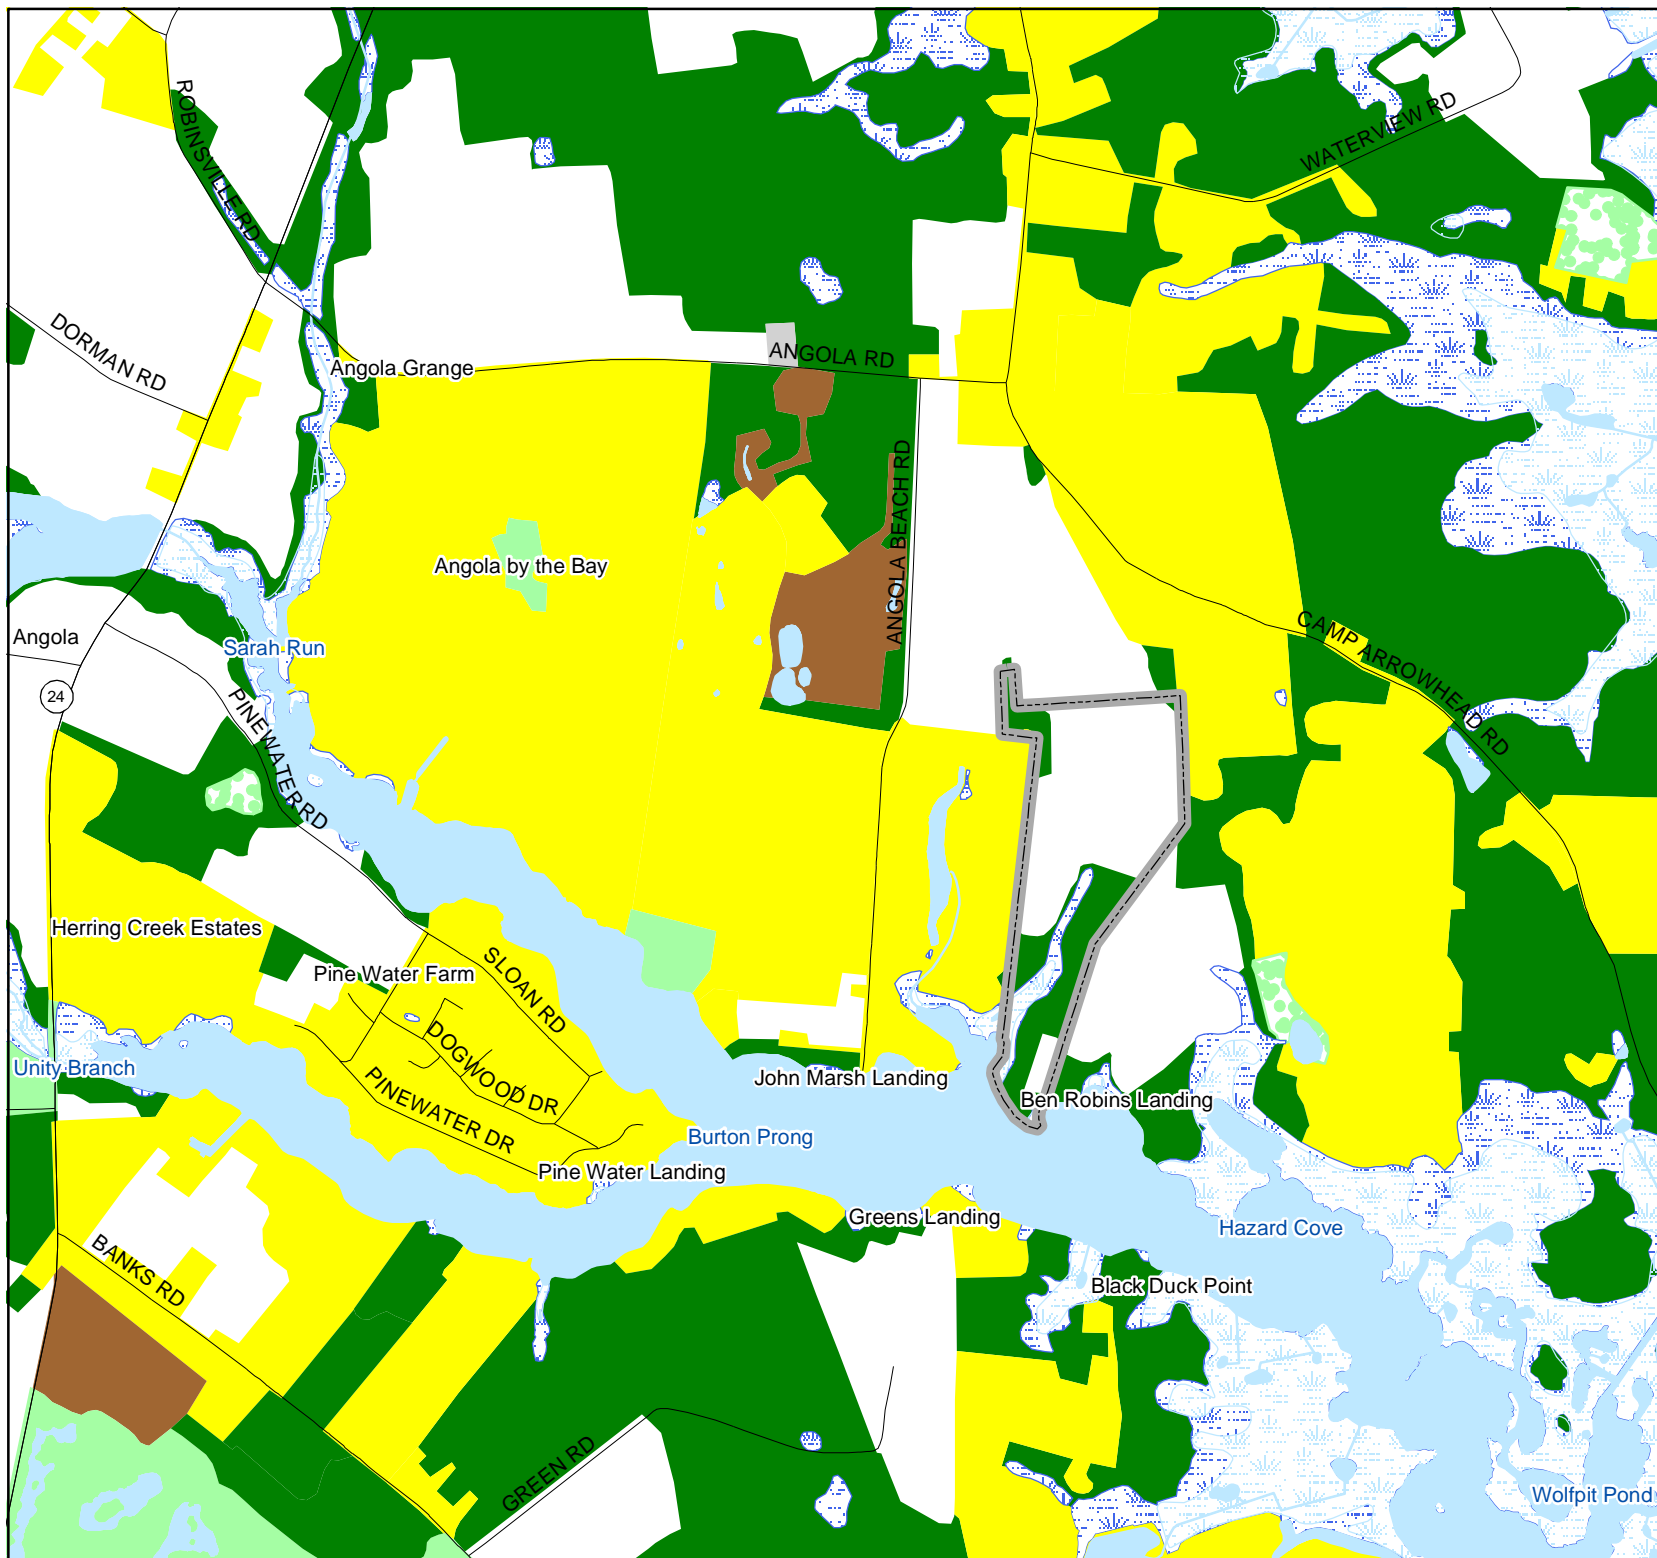 WATERVIEW RD
ROBINSVILLE RD
DORMAN RD
Angola Grange
ANGOLA RD
ANGOLA BEACH RD
Angola by the Bay
Angola
Sarah Run
24
PINEWATER RD
CAMP ARROWHEAD RD
Herring Creek Estates
Pine Water Farm
SLOAN RD
DOGWOOD DR
PINEWATER DR
Unity Branch
John Marsh Landing
Ben Robins Landing
Burton Prong
Pine Water Landing
Greens Landing
Hazard Cove
BANKS RD
Black Duck Point
GREEN RD
Wolfpit Pond